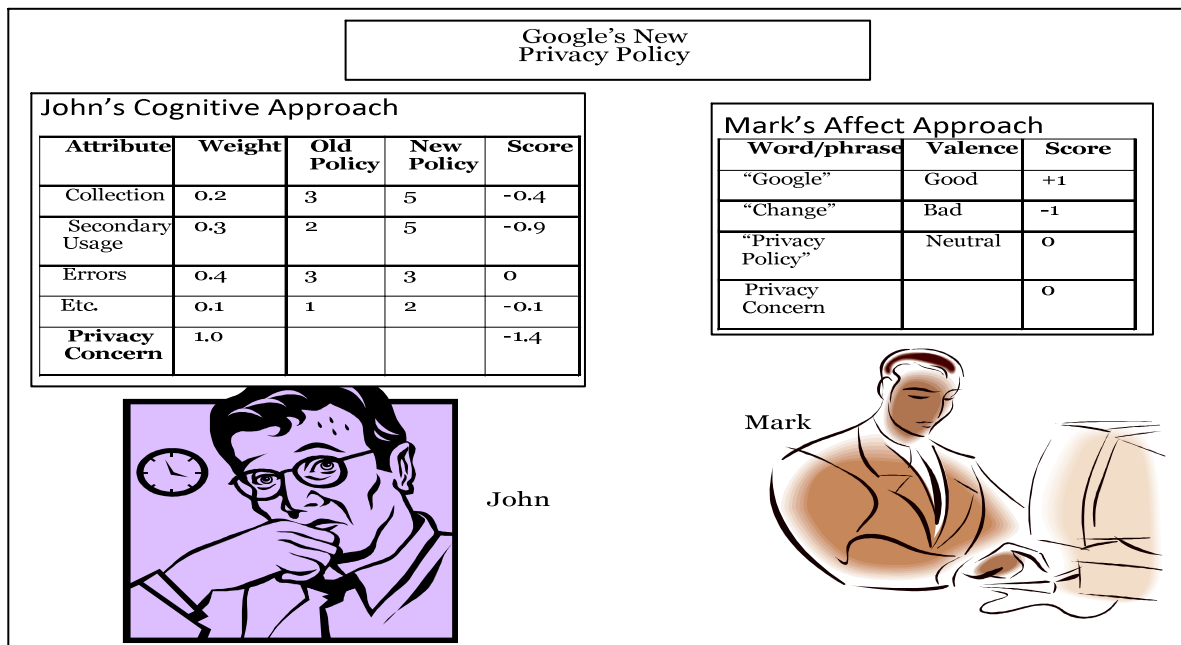 Google's New
Privacy Policy
John's Cognitive Approach
Attribute Weight Old Policy New Policy Score
Collection 0.2 3 5 -0.4
Secondary Usage 0.3 2 5 -0.9
Errors 0.4 3 3 0
Etc. 0.1 1 2 -0.1
Privacy Concern 1.0 -1.4
Mark's Affect Approach
Word/phrase Valence Score
"Google" Good +1
"Change" Bad -1
"Privacy Policy" Neutral 0
Privacy Concern 0
Mark
John